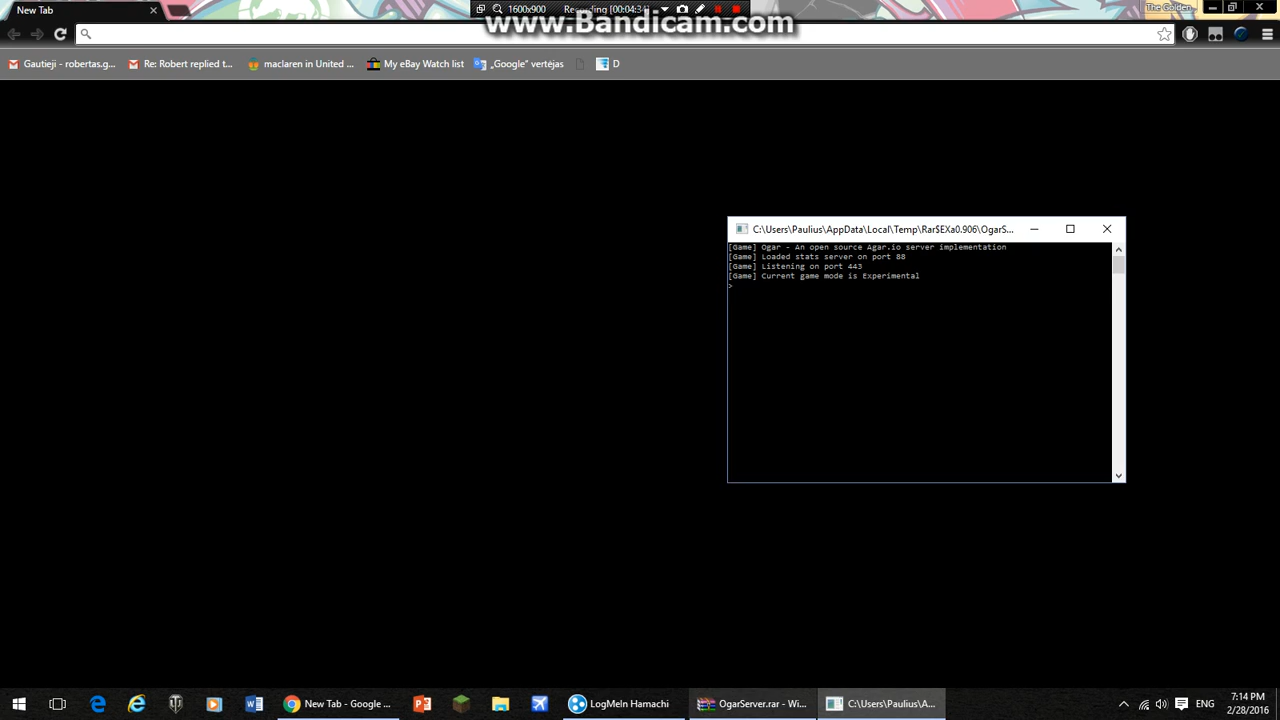 New Tab
1600x900
Recording [00:04:34]
The Golden
www.Bandicam.com
Gautieji - robertas.g...
Re: Robert replied t...
maclaren in United ...
My eBay Watch list
„Google“ vertėjas
D
C:\Users\Paulius\AppData\Local\Temp\Rar$EXa0.906\OgarS...
[Game] Ogar - An open source Agar.io server implementation
[Game] Loaded stats server on port 88
[Game] Listening on port 443
[Game] Current game mode is Experimental
>
New Tab - Google ...
LogMeIn Hamachi
OgarServer.rar - Wi...
C:\Users\Paulius\A...
ENG
7:14 PM
2/28/2016